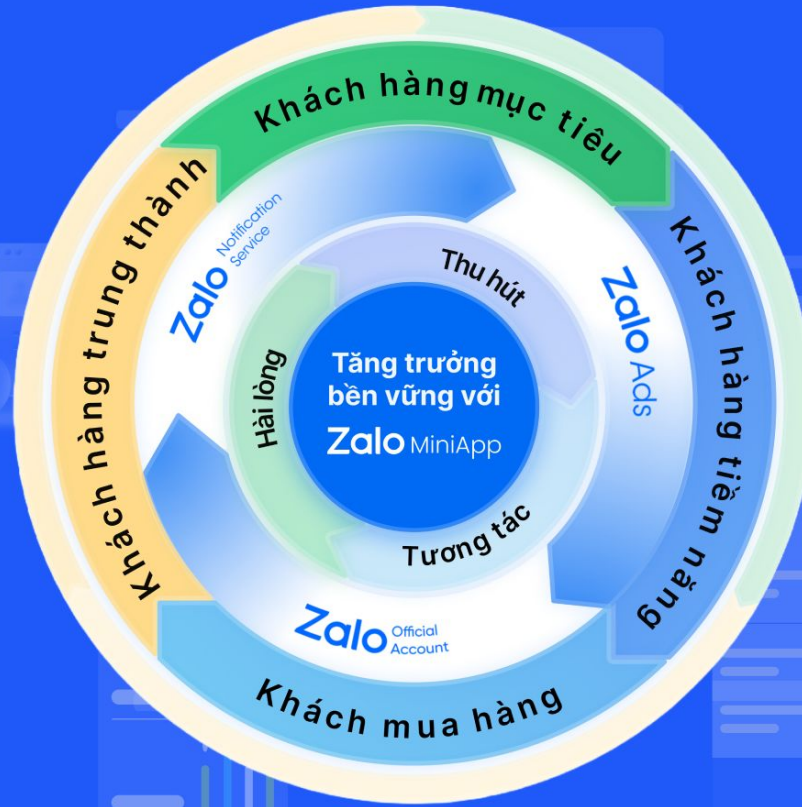 Khách hàng mục tiêu
Khách hàng tiềm năng
Khách mua hàng
Khách hàng trung thành
Zalo Notification
Service
Zalo Ads
Zalo Official
Account
Thu hút
Tương tác
Hài lòng
Tăng trưởng
bền vững với
Zalo MiniApp